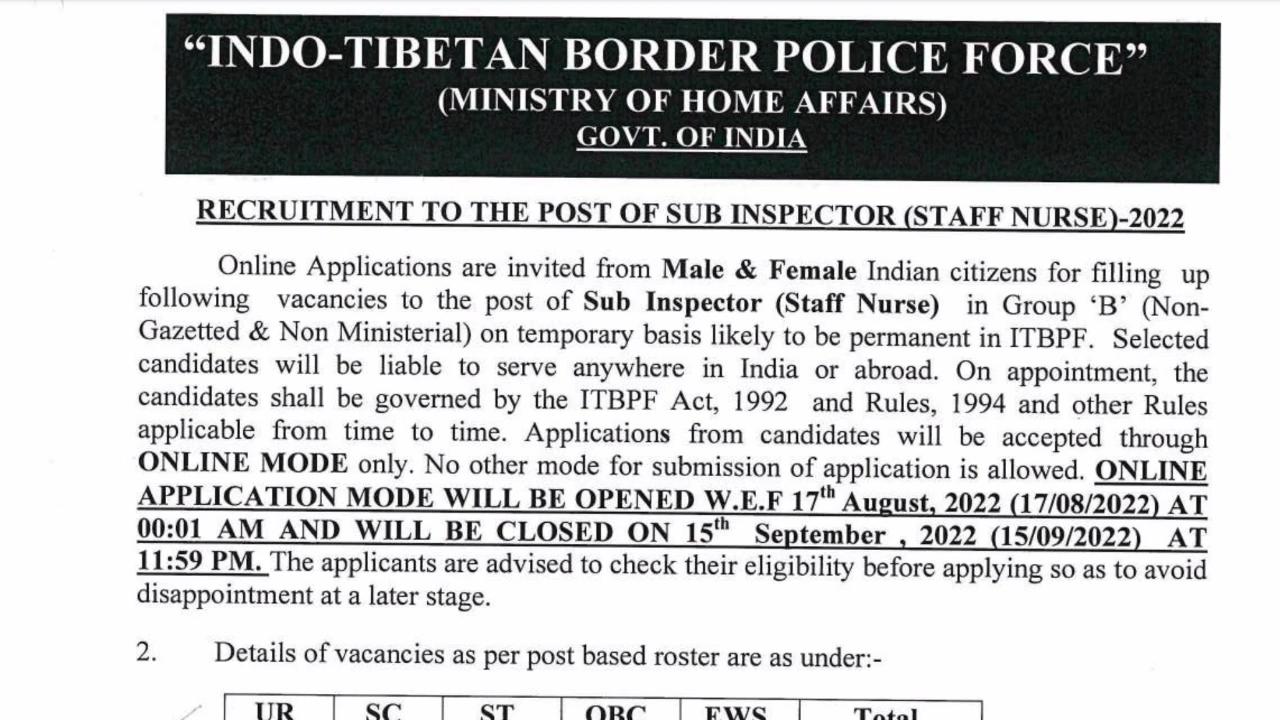 “INDO-TIBETAN BORDER POLICE FORCE”
(MINISTRY OF HOME AFFAIRS)
GOVT. OF INDIA
RECRUITMENT TO THE POST OF SUB INSPECTOR (STAFF NURSE)-2022
Online Applications are invited from Male & Female Indian citizens for filling up
following vacancies to the post of Sub Inspector (Staff Nurse) in Group ‘B’ (Non-
Gazetted & Non Ministerial) on temporary basis likely to be permanent in ITBPF. Selected
candidates will be liable to serve anywhere in India or abroad. On appointment, the
candidates shall be governed by the ITBPF Act, 1992 and Rules, 1994 and other Rules
applicable from time to time. Applications from candidates will be accepted through
ONLINE MODE only. No other mode for submission of application is allowed. ONLINE
APPLICATION MODE WILL BE OPENED W.E.F 17th August, 2022 (17/08/2022) AT
00:01 AM AND WILL BE CLOSED ON 15th September , 2022 (15/09/2022) AT
11:59 PM. The applicants are advised to check their eligibility before applying so as to avoid
disappointment at a later stage.
2. Details of vacancies as per post based roster are as under:-
UR SC ST OBC EWS Total